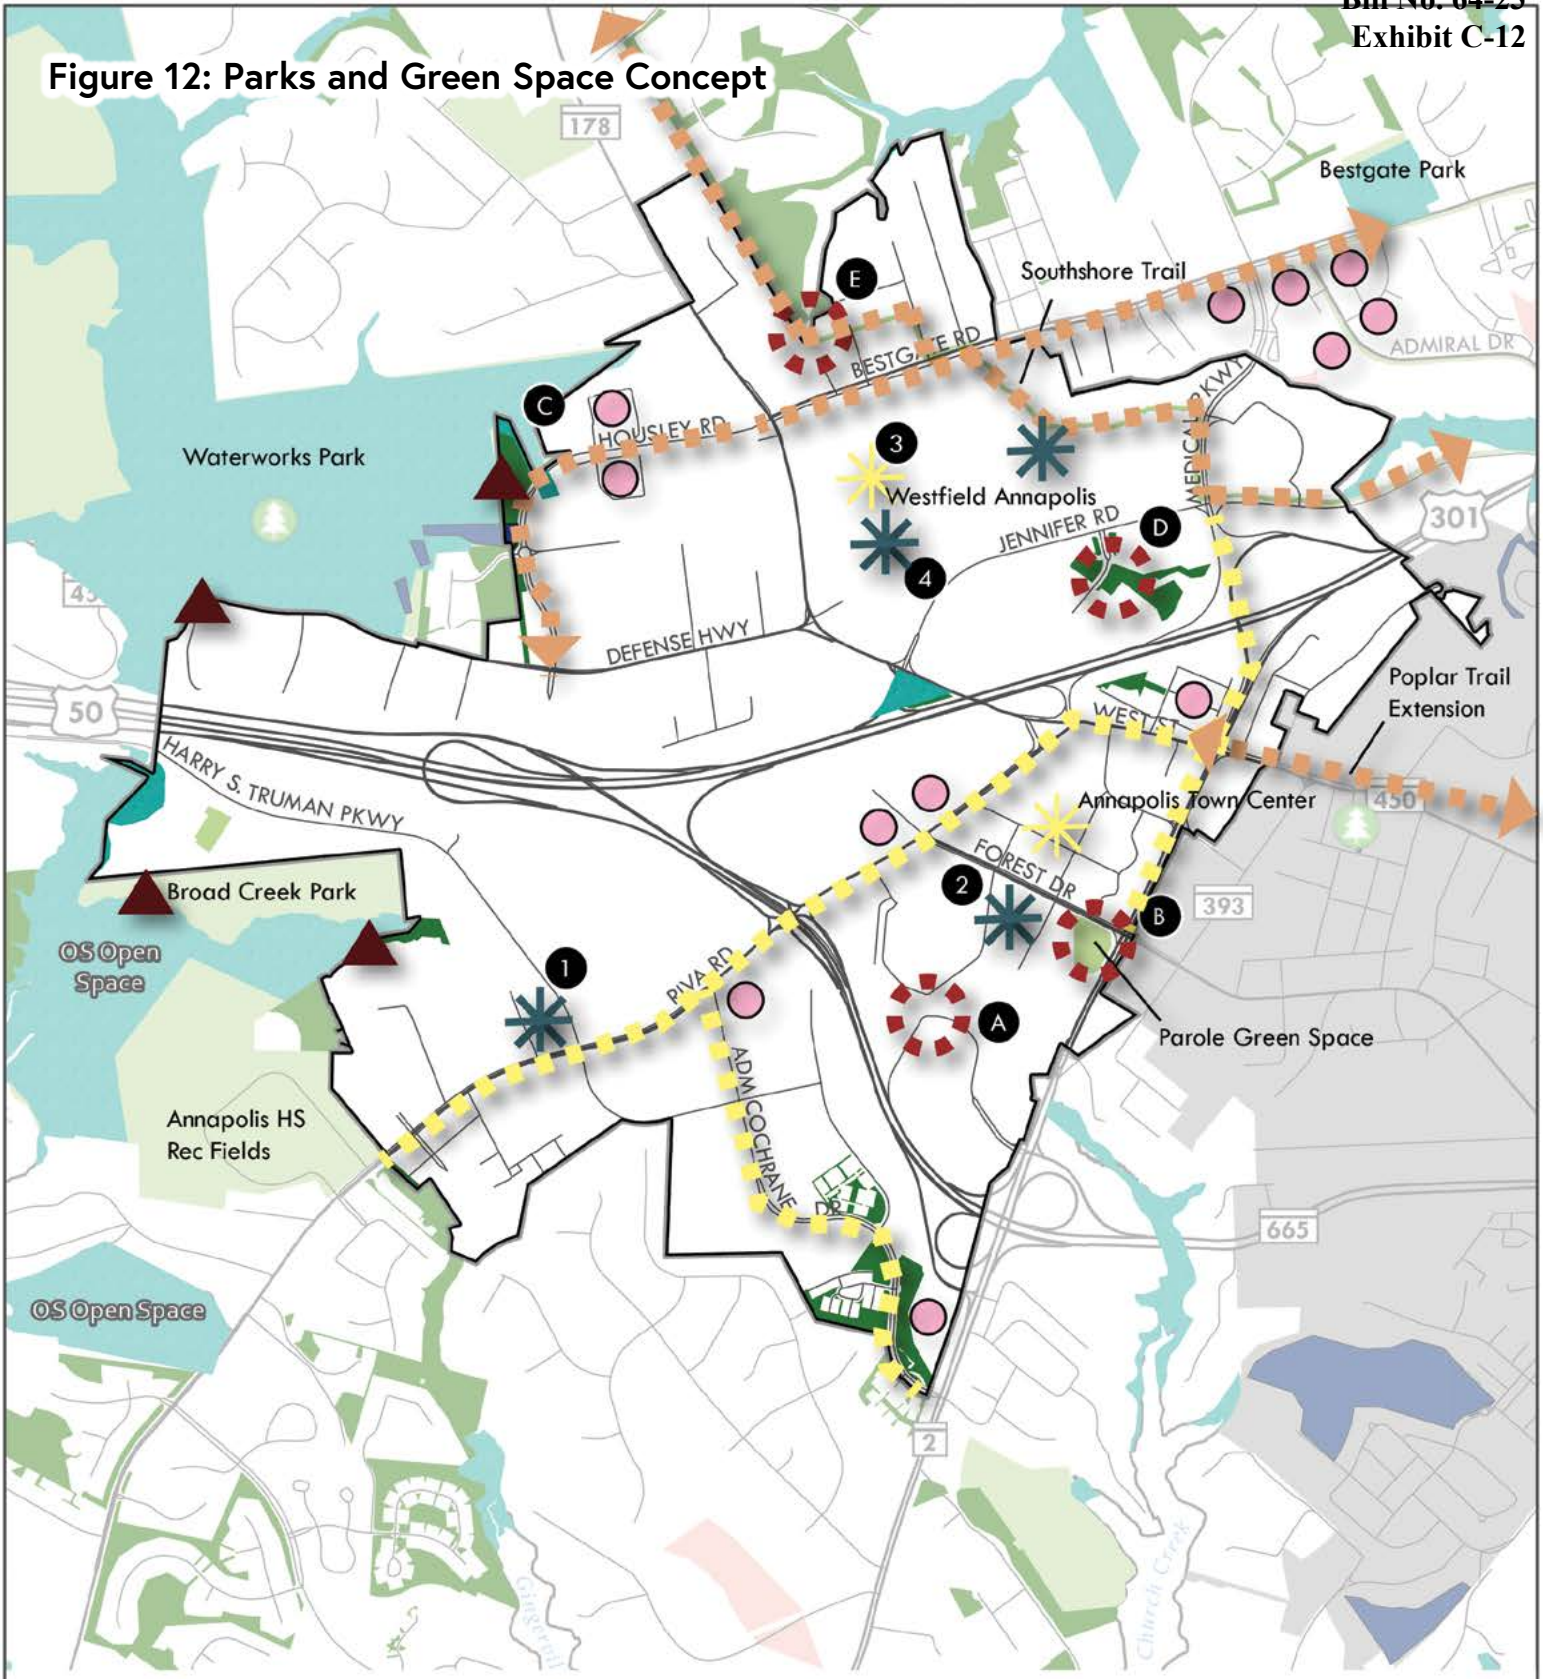 Bill No. 64-23
Exhibit C-12
Figure 12: Parks and Green Space Concept
178
Bestgate Park
Southshore Trail
E
BESTGATE RD
ADMIRAL DR
C
HOUSLEY RD
MEDICAL PKWY
3
Waterworks Park
Westfield Annapolis
301
JENNIFER RD
D
4
DEFENSE HWY
Poplar Trail
Extension
50
WEST ST
HARRY S. TRUMAN PKWY
Annapolis Town Center
450
FOREST DR
2
Broad Creek Park
393
B
OS Open
Space
1
RIVA RD
A
Parole Green Space
ADM COCHRANE DR
Annapolis HS
Rec Fields
665
OS Open Space
2
Church Creek
Gingerville